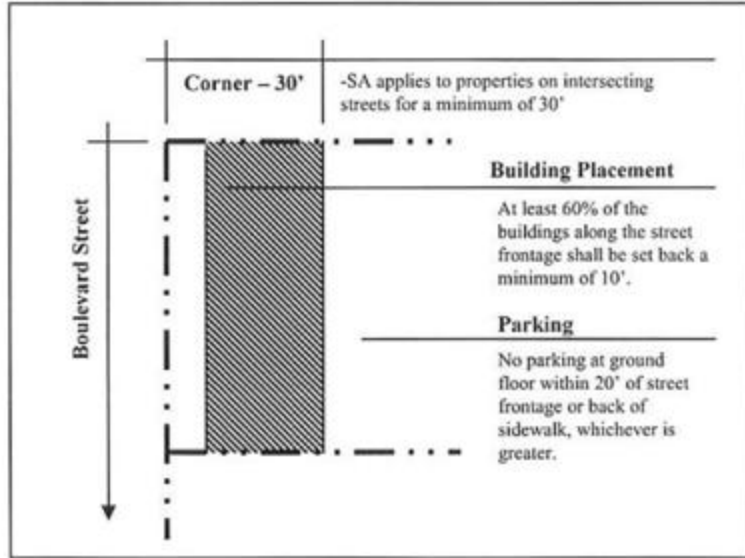 Corner – 30'
-SA applies to properties on intersecting
streets for a minimum of 30'
Boulevard Street
Building Placement
At least 60% of the
buildings along the street
frontage shall be set back a
minimum of 10'.
Parking
No parking at ground
floor within 20' of street
frontage or back of
sidewalk, whichever is
greater.